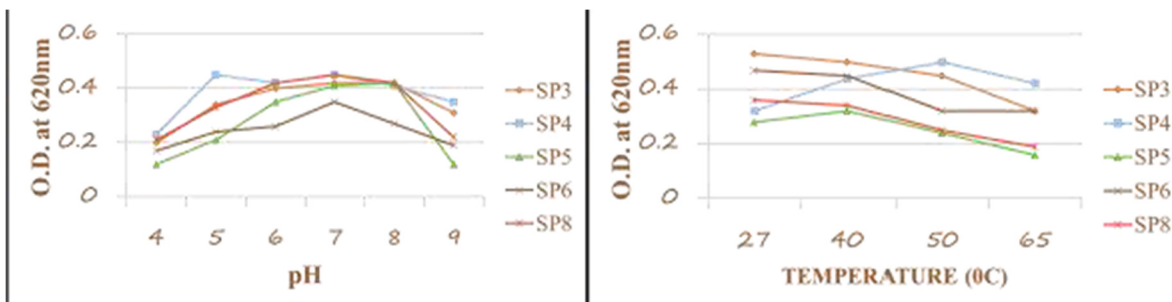 O.D. at 620nm
0.6
0.4
0.2
0
4 5 6 7 8 9
pH
SP3
SP4
SP5
SP6
SP8
O.D. at 620nm
0.6
0.4
0.2
0
27 40 50 65
TEMPERATURE (0C)
SP3
SP4
SP5
SP6
SP8